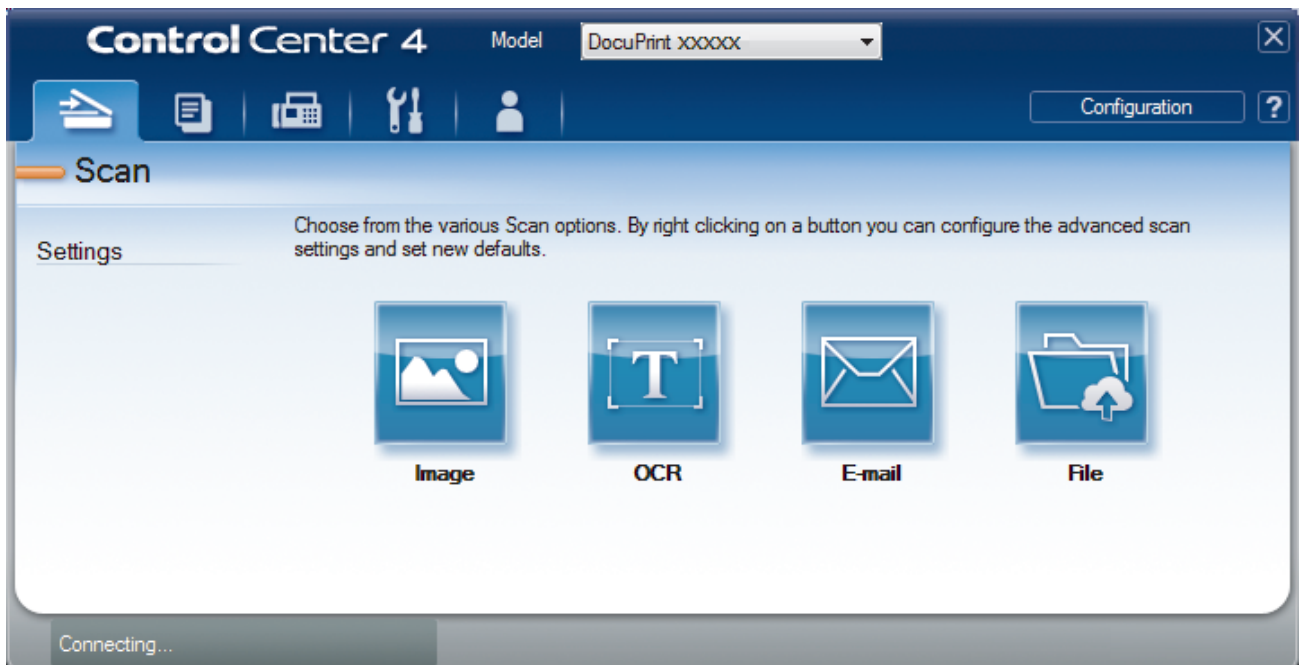 Control Center 4
Model
DocuPrint XXXXX
Configuration
?
Scan
Settings
Choose from the various Scan options. By right clicking on a button you can configure the advanced scan
settings and set new defaults.
T
Image
OCR
E-mail
File
Connecting...